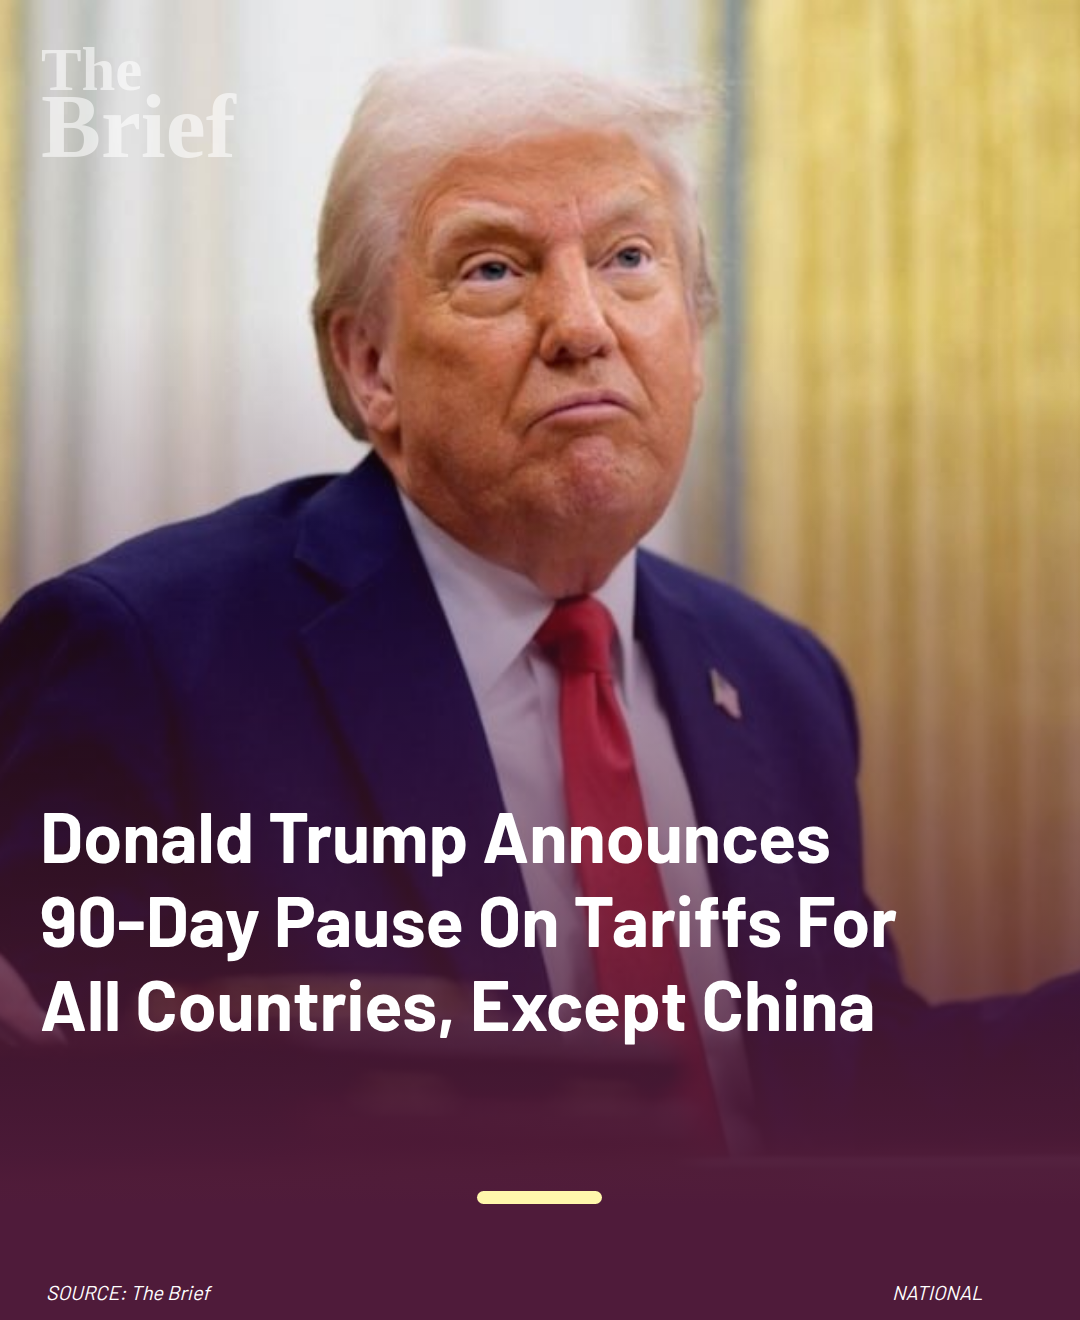 The
Brief
Donald Trump Announces
90-Day Pause On Tariffs For
All Countries, Except China
SOURCE: The Brief
NATIONAL